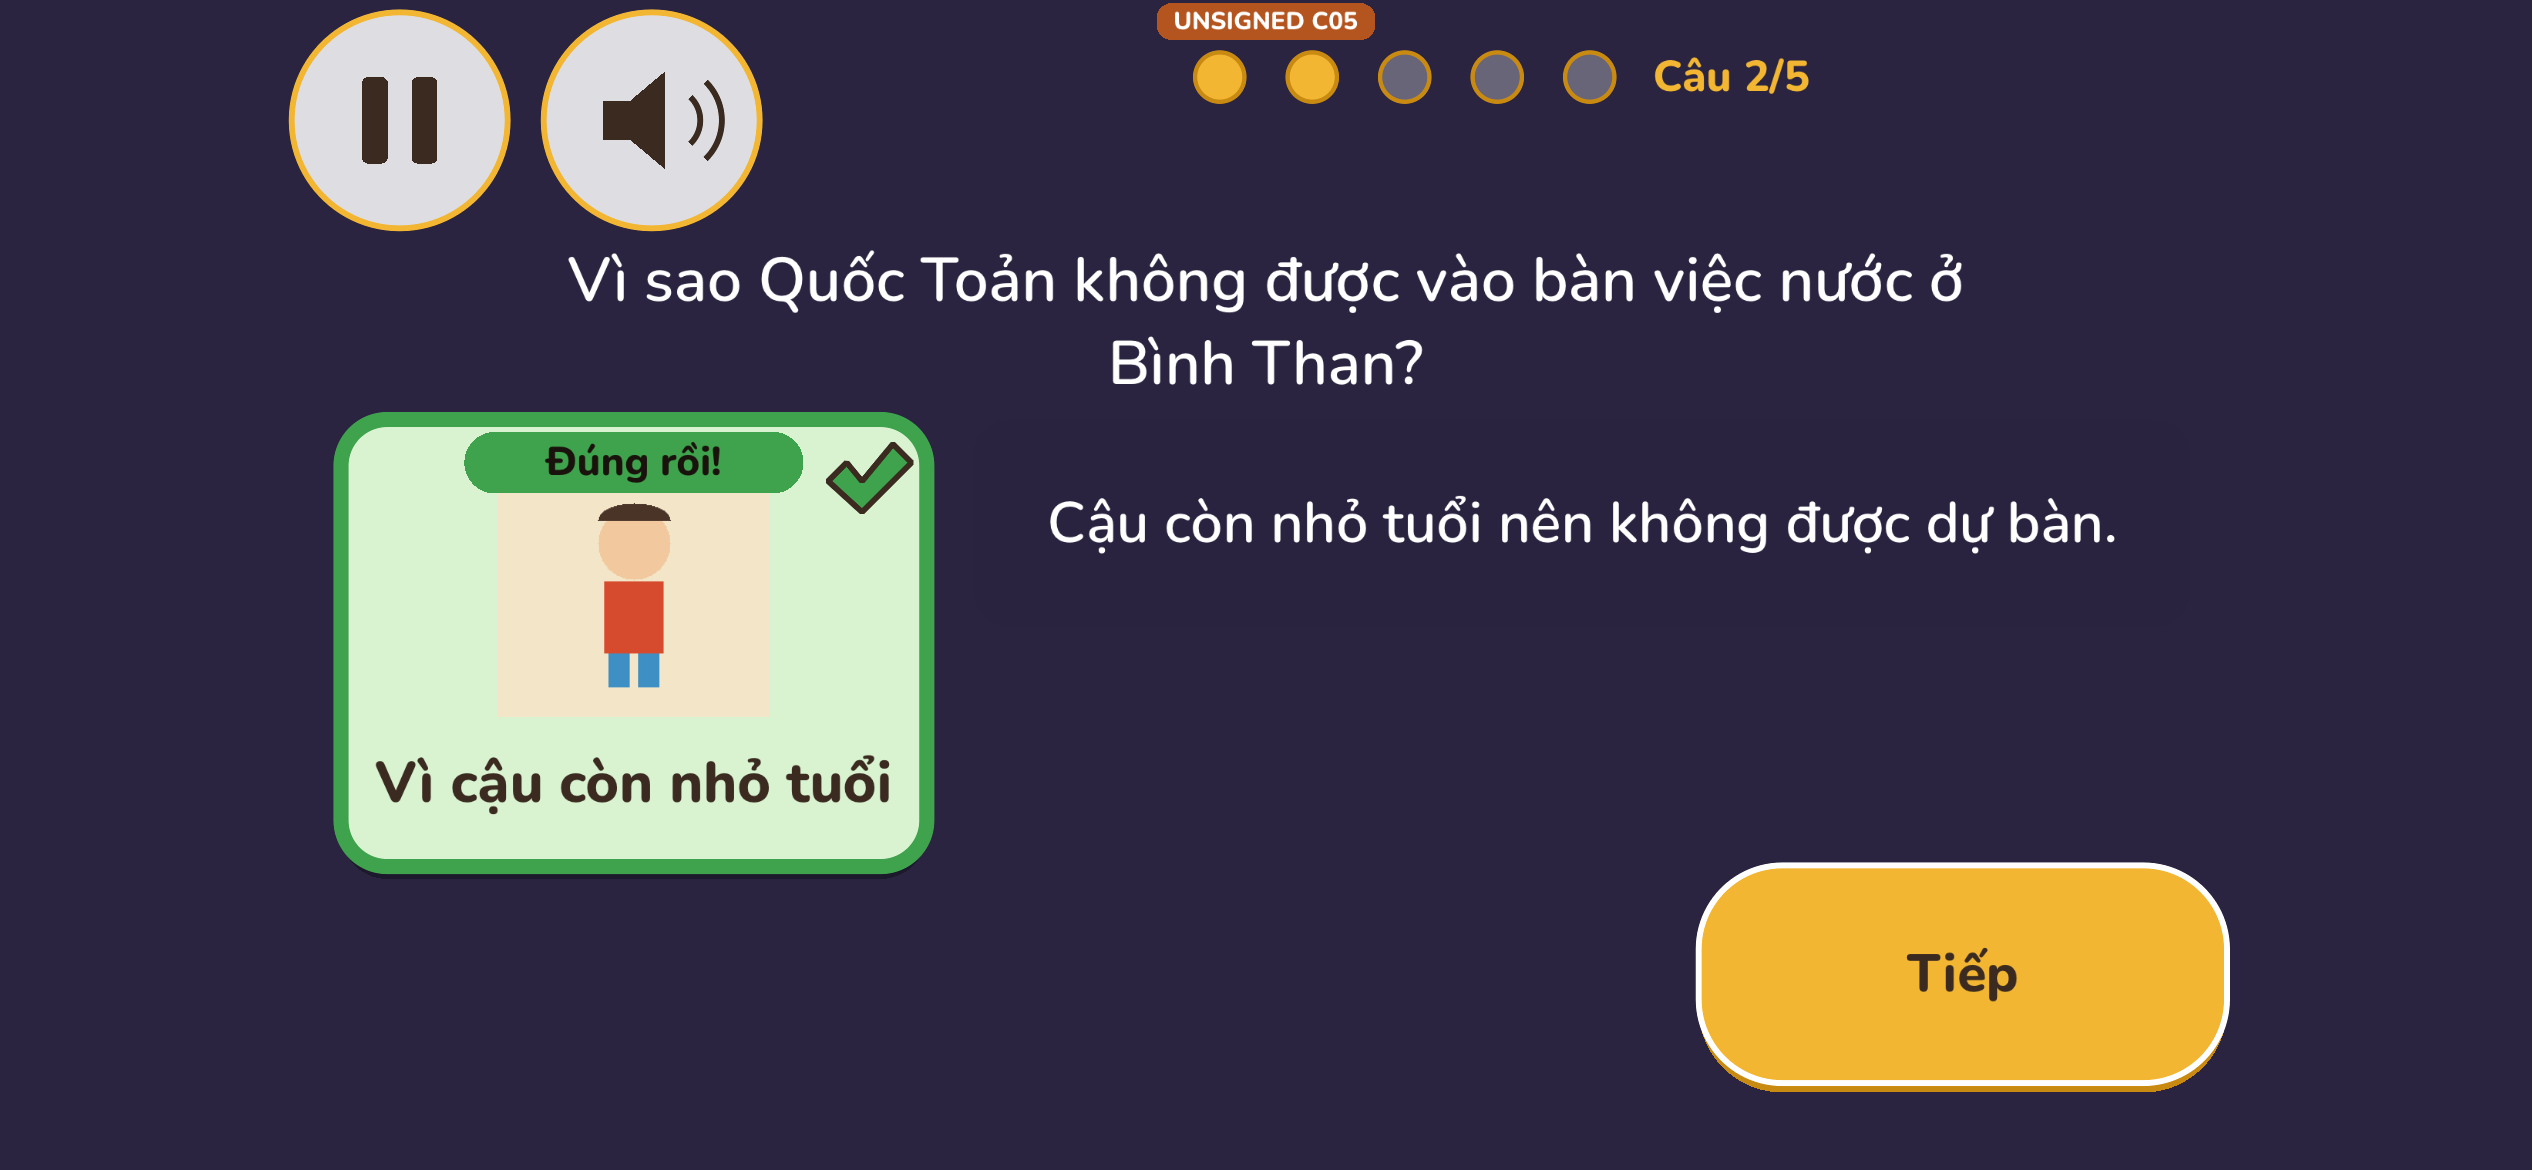 UNSIGNED C05
Câu 2/5
Vì sao Quốc Toản không được vào bàn việc nước ở
Bình Than?
Đúng rồi!
Vì cậu còn nhỏ tuổi
Cậu còn nhỏ tuổi nên không được dự bàn.
Tiếp